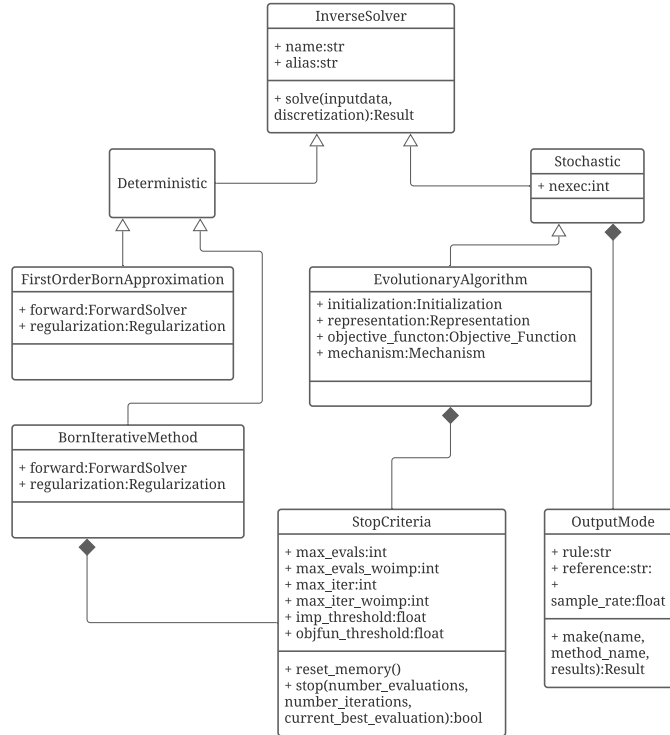 InverseSolver
+ name:str
+ alias:str
+ solve(inputdata,
discretization):Result
Deterministic
Stochastic
+ nexec:int
FirstOrderBornApproximation
+ forward:ForwardSolver
+ regularization:Regularization
EvolutionaryAlgorithm
+ initialization:Initialization
+ representation:Representation
+ objective_functon:Objective_Function
+ mechanism:Mechanism
BornIterativeMethod
+ forward:ForwardSolver
+ regularization:Regularization
StopCriteria
+ max_evals:int
+ max_evals_woimp:int
+ max_iter:int
+ max_iter_woimp:int
+ imp_threshold:float
+ objfun_threshold:float
+ reset_memory()
+ stop(number_evaluations,
number_iterations,
current_best_evaluation):bool
OutputMode
+ rule:str
+ reference:str:
+
sample_rate:float
+ make(name,
method_name,
results):Result